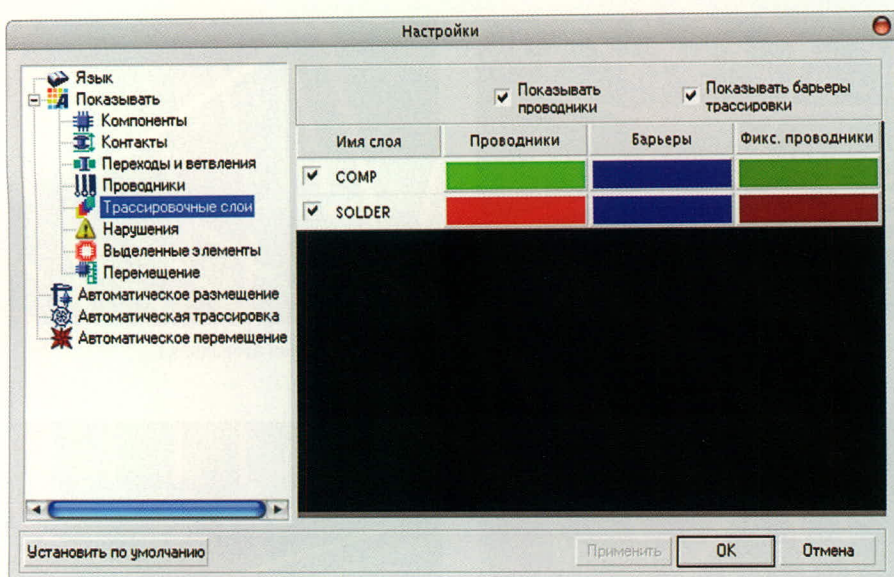 Настройки
Язык
Показывать
Компоненты
Контакты
Переходы и ветвления
Проводники
Трассировочные слои
Нарушения
Выделенные элементы
Перемещение
Автоматическое размещение
Автоматическая трассировка
Автоматическое перемещение
Показывать
проводники
Показывать барьеры
трассировки
Имя слоя Проводники Барьеры Фикс. проводники
COMP
SOLDER
Установить по умолчанию
Применить
OK
Отмена